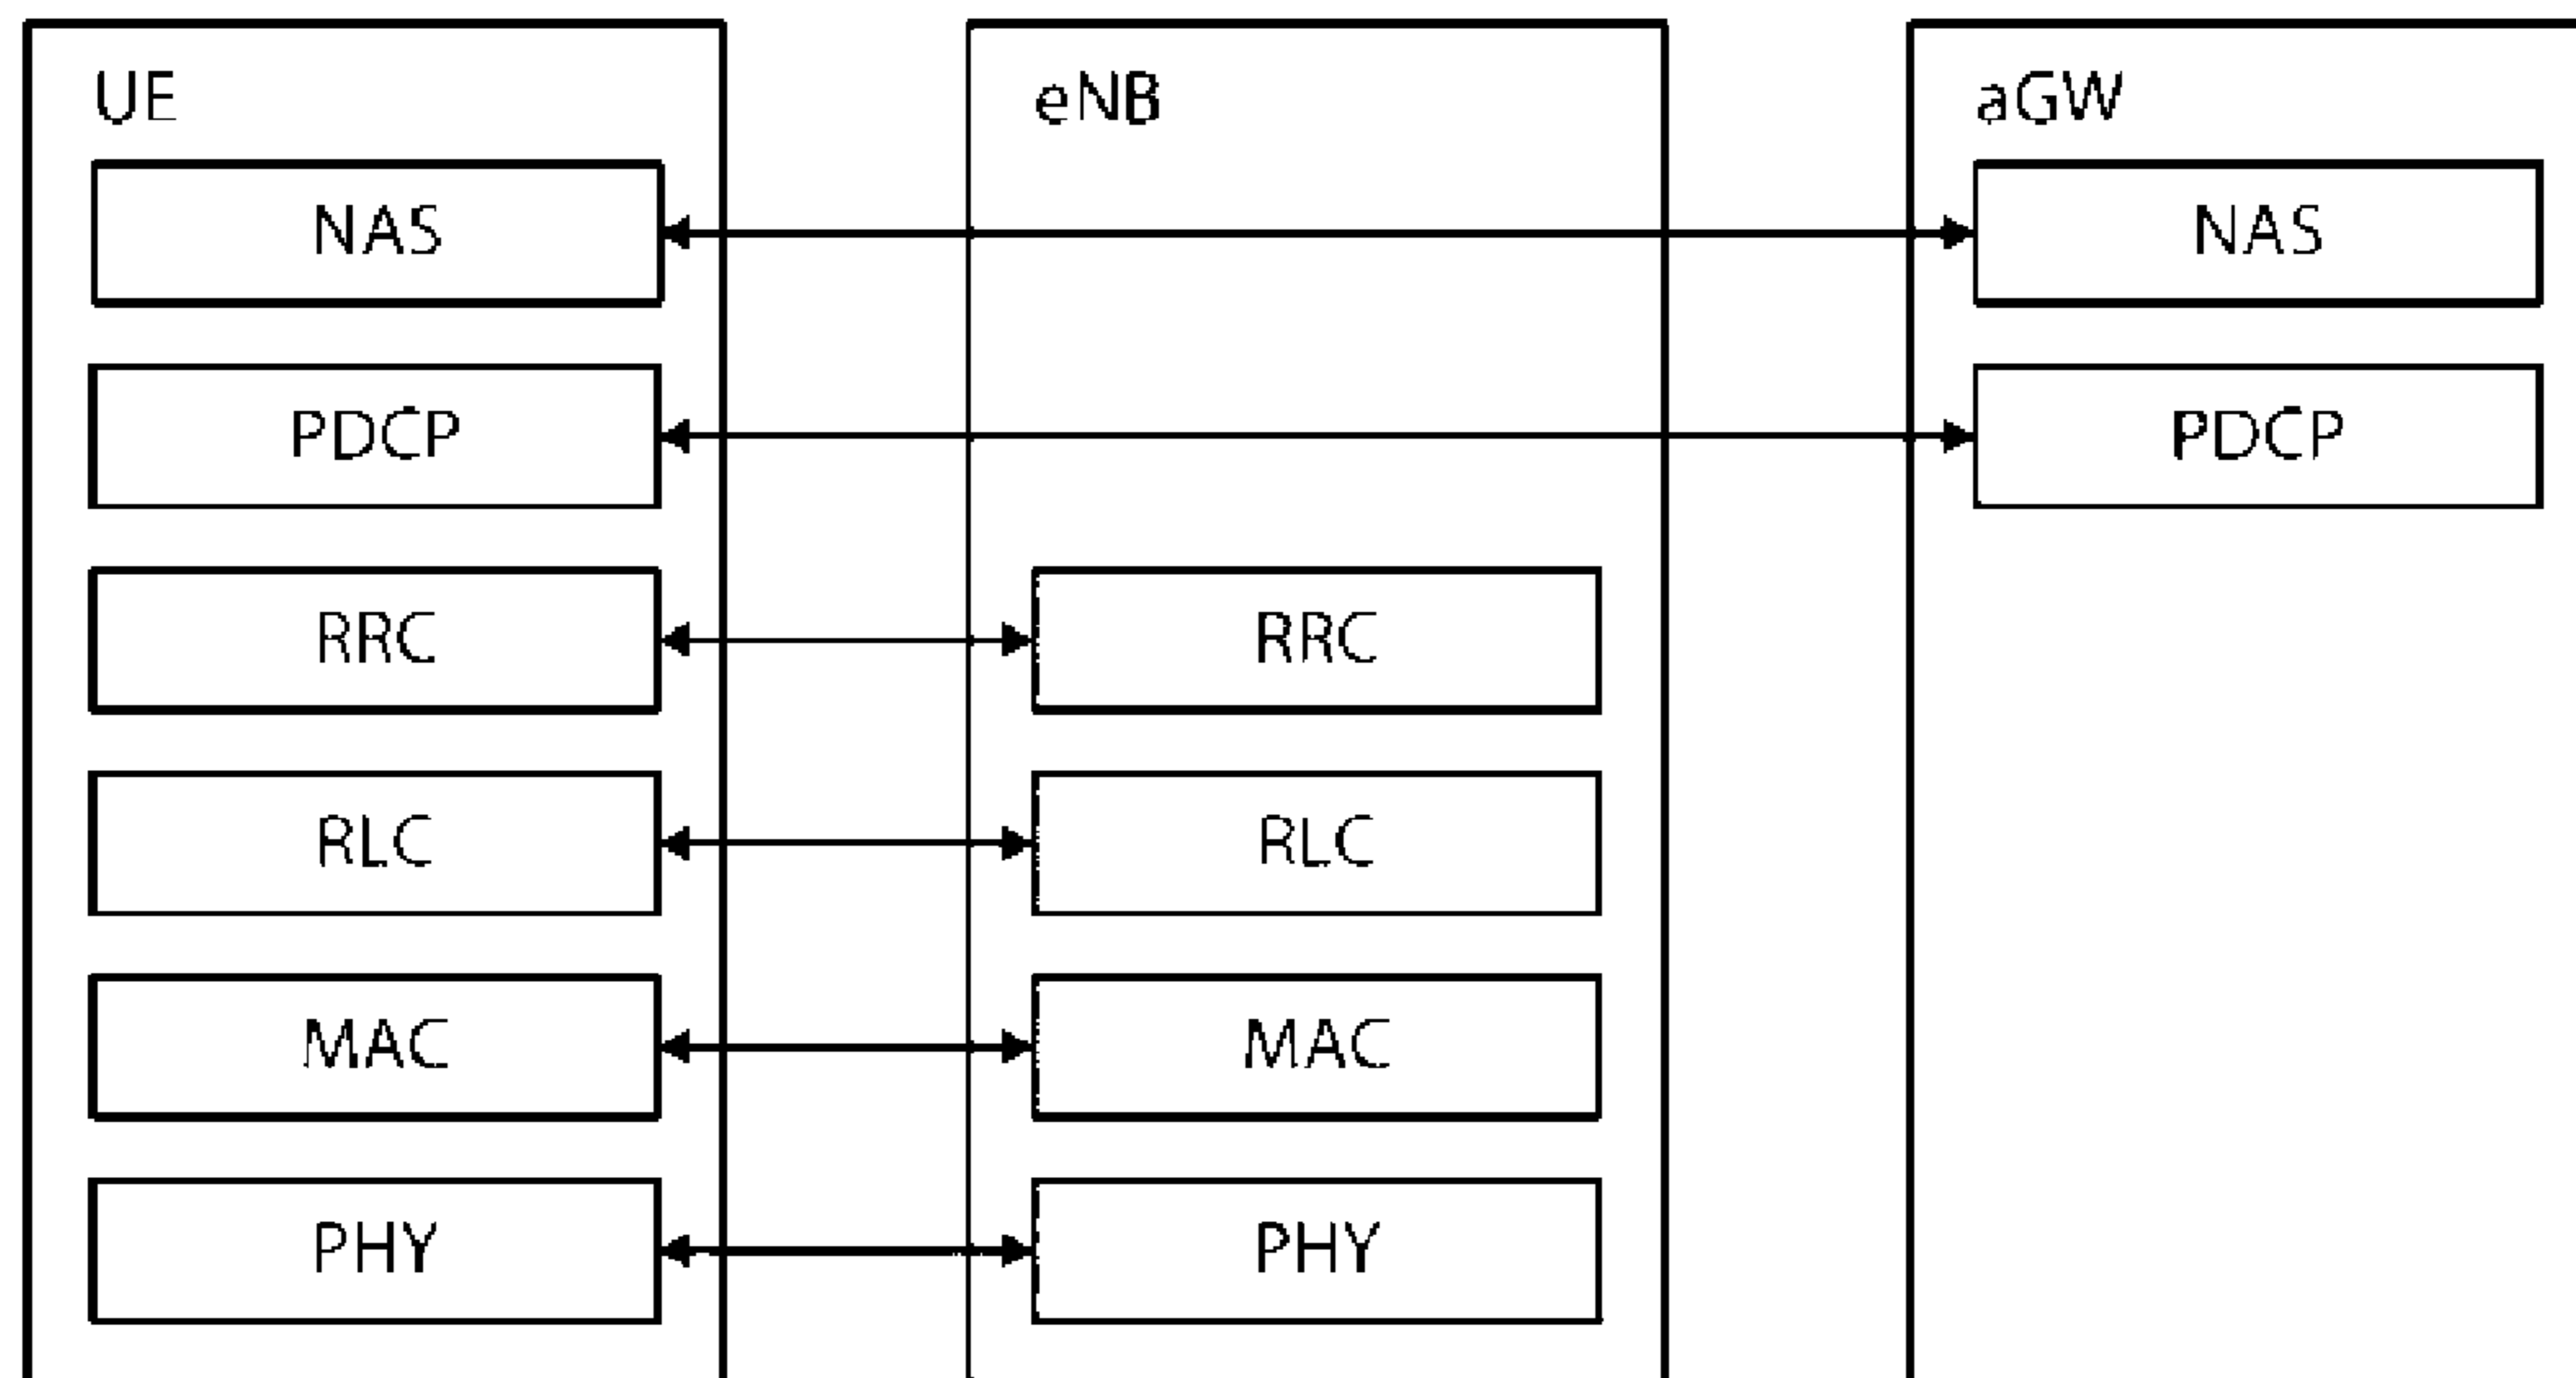 UE
eNB
aGW
NAS
NAS
PDCP
PDCP
RRC
RRC
RLC
RLC
MAC
MAC
PHY
PHY